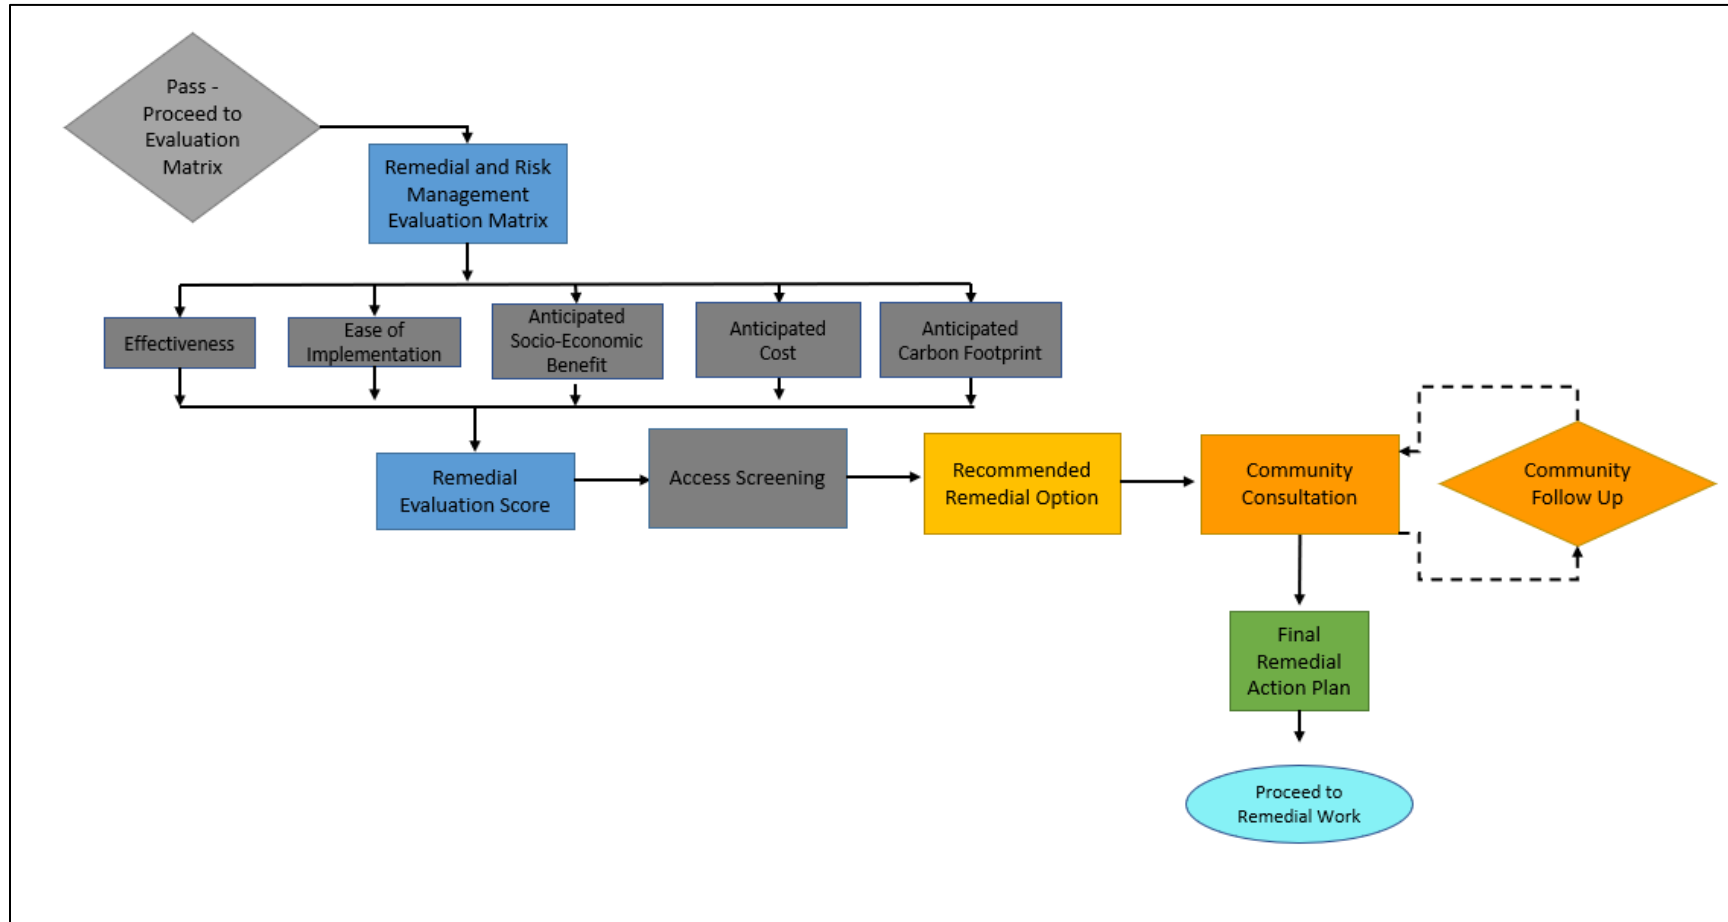 Pass -
Proceed to
Evaluation
Matrix
Remedial and Risk
Management
Evaluation Matrix
Effectiveness
Ease of
Implementation
Anticipated
Socio-Economic
Benefit
Anticipated
Cost
Anticipated
Carbon Footprint
Remedial
Evaluation Score
Access Screening
Recommended
Remedial Option
Community
Consultation
Community
Follow Up
Final
Remedial
Action Plan
Proceed to
Remedial Work